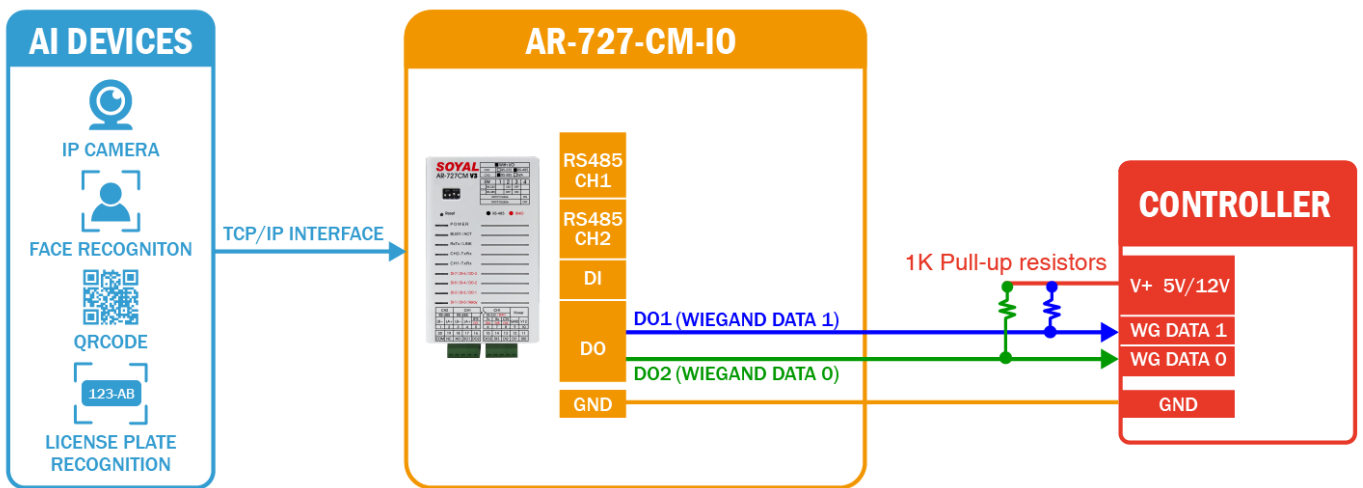 AI DEVICES
IP CAMERA
FACE RECOGNITON
QRCODE
123-AB
LICENSE PLATE
RECOGNITION
TCP/IP INTERFACE
AR-727-CM-IO
SOYAL
AR-727CM V3
Reset
POWER
RS485
CH1
RS485
CH2
DI
DO
GND
DO1 (WIEGAND DATA 1)
DO2 (WIEGAND DATA 0)
1K Pull-up resistors
CONTROLLER
V+ 5V/12V
WG DATA 1
WG DATA 0
GND